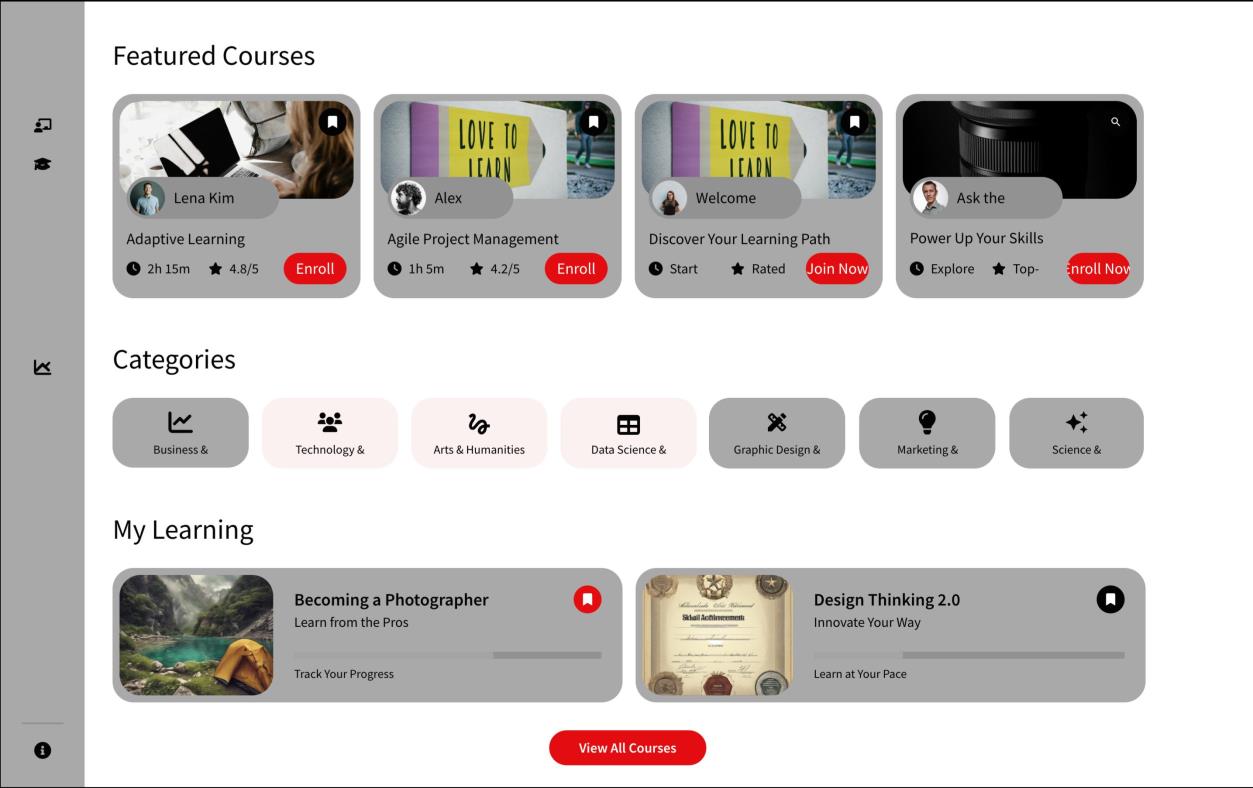 Featured Courses
LOVE TO
LEARN
Lena Kim
Adaptive Learning
2h 15m
4.8/5
Enroll
LOVE TO
LEARN
Alex
Agile Project Management
1h 5m
4.2/5
Enroll
Welcome
Discover Your Learning Path
Start
Rated
Join Now
Ask the
Power Up Your Skills
Explore
Top-
Enroll Now
Categories
Business &
Technology &
Arts & Humanities
Data Science &
Graphic Design &
Marketing &
Science &
My Learning
Becoming a Photographer
Learn from the Pros
Track Your Progress
Design Thinking 2.0
Innovate Your Way
Learn at Your Pace
View All Courses